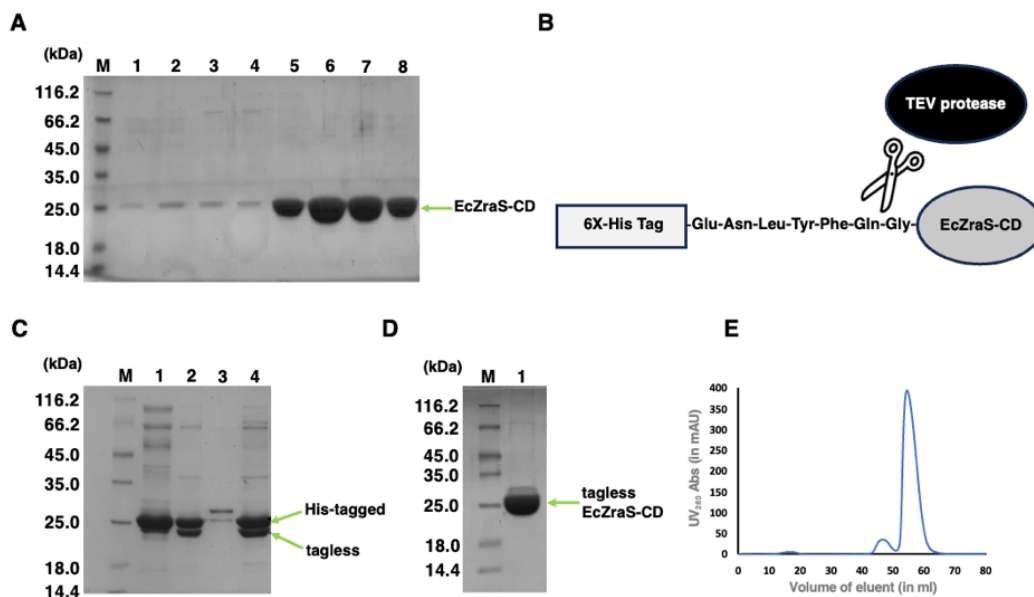 A
(kDa)
M 1 2 3 4 5 6 7 8
116.2
66.2
45.0
35.0
25.0
18.0
14.4
EcZraS-CD
B
TEV protease
6X-His Tag -Glu-Asn-Leu-Tyr-Phe-Gln-Gly- EcZraS-CD
C
(kDa)
M 1 2 3 4
116.2
66.2
45.0
35.0
25.0
18.0
14.4
His-tagged
tagless
D
(kDa)
M 1
116.2
66.2
45.0
35.0
25.0
18.0
14.4
tagless
EcZraS-CD
E
UV280 Abs (in mAU)
400
350
300
250
200
150
100
50
0
0 10 20 30 40 50 60 70 80
Volume of eluent (in ml)